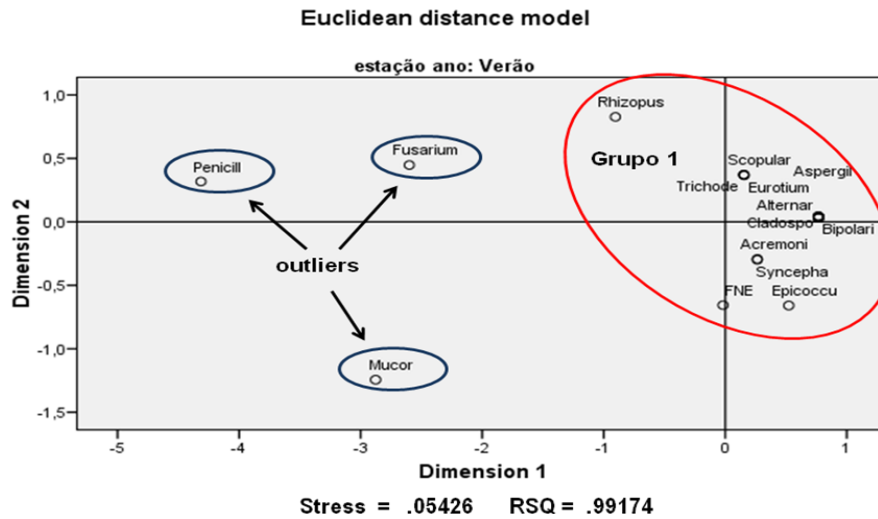 Euclidean distance model
estação ano: Verão
Dimension 2
1,0
0,5
0,0
-0,5
-1,0
-1,5
Rhizopus
Fusarium
Penicill
Grupo 1
Scopular
Aspergil
Trichode
Eurotium
Alternar
Cladospo
Bipolari
outliers
Acremoni
Syncepha
FNE
Epicoccu
Mucor
-5
-4
-3
-2
-1
0
1
Dimension 1
Stress = .05426 RSQ = .99174